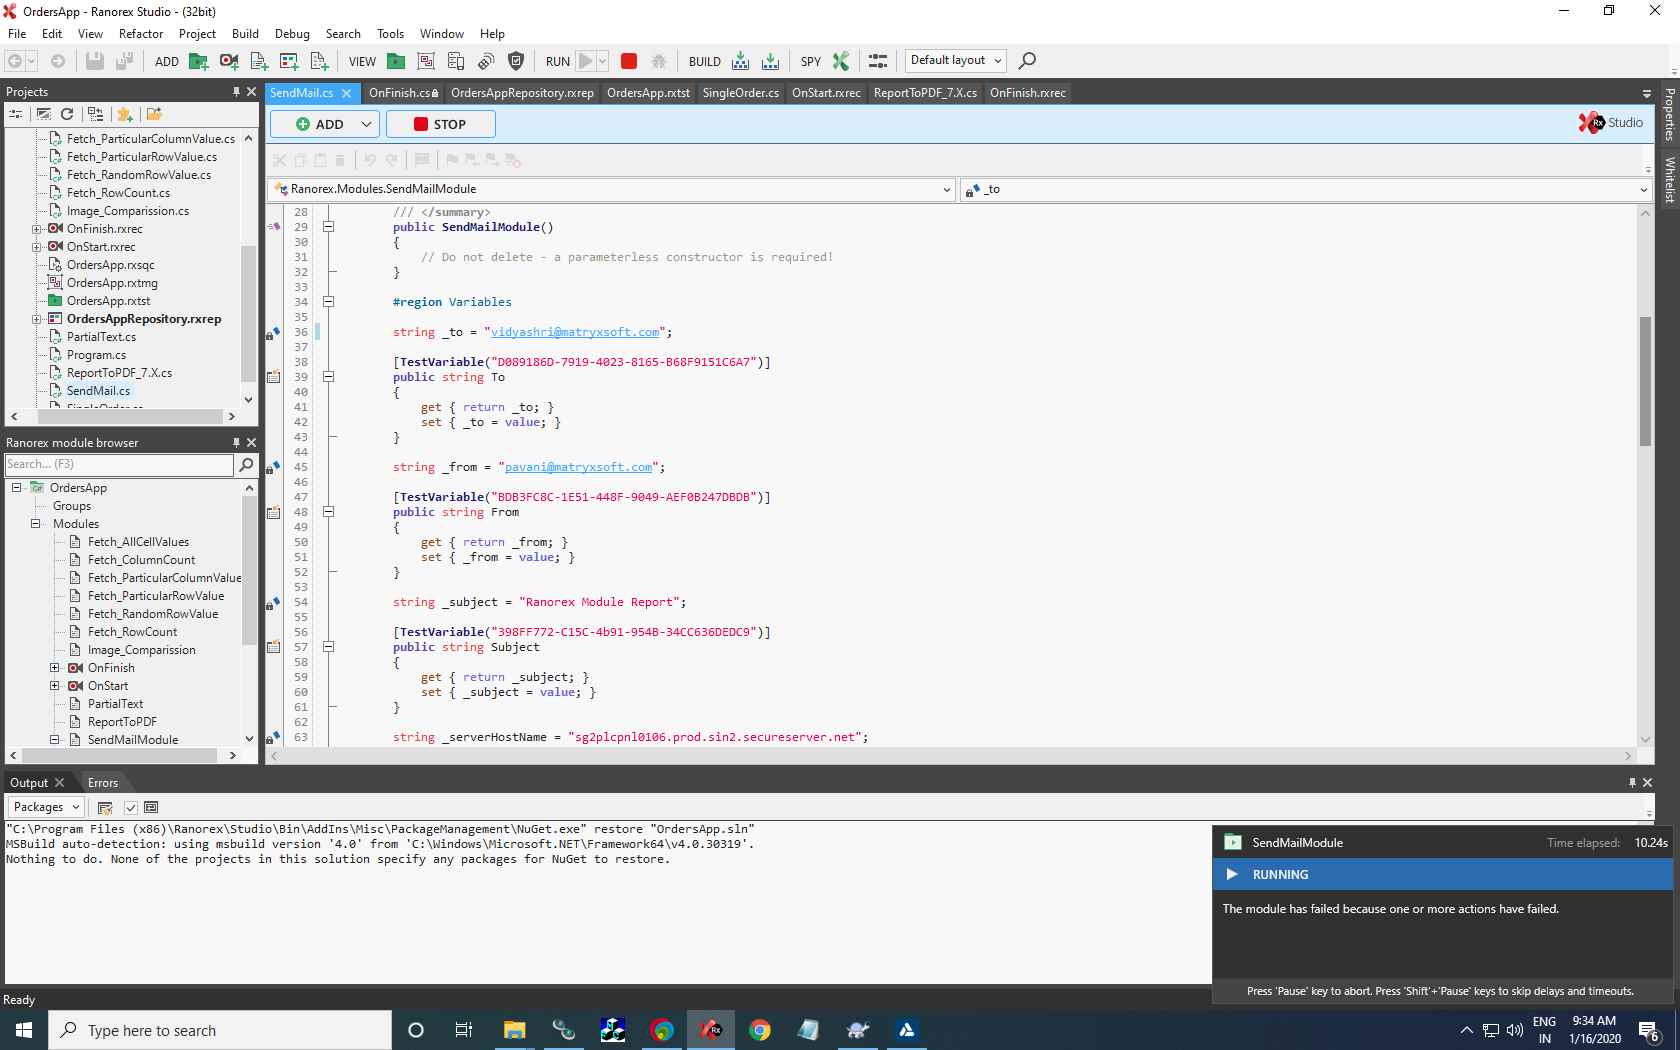 OrdersApp - Ranorex Studio - (32bit)
File Edit View Refactor Project Build Debug Search Tools Window Help
ADD VIEW RUN BUILD SPY Default layout
Projects
Fetch_ParticularColumnValue.cs
Fetch_ParticularRowValue.cs
Fetch_RandomRowValue.cs
Fetch_RowCount.cs
Image_Comparission.cs
OnFinish.rxrec
OnStart.rxrec
OrdersApp.rxsqc
OrdersApp.rxtmg
OrdersApp.rxtst
OrdersAppRepository.rxrep
PartialText.cs
Program.cs
ReportToPDF_7.X.cs
SendMail.cs
SingleOrder.cs
Ranorex module browser
Search... (F3)
OrdersApp
Groups
Modules
Fetch_AllCellValues
Fetch_ColumnCount
Fetch_ParticularColumnValue
Fetch_ParticularRowValue
Fetch_RandomRowValue
Fetch_RowCount
Image_Comparission
OnFinish
OnStart
PartialText
ReportToPDF
SendMailModule
SendMail.cs OnFinish.cs OrdersAppRepository.rxrep OrdersApp.rxtst SingleOrder.cs OnStart.rxrec ReportToPDF_7.X.cs OnFinish.rxrec
ADD STOP
Rx Studio
Ranorex.Modules.SendMailModule _to
28 /// </summary>
29 public SendMailModule()
30 {
31 // Do not delete - a parameterless constructor is required!
32 }
33
34 #region Variables
35
36 string _to = "vidyashri@matryxsoft.com";
37
38 [TestVariable("D089186D-7919-4023-8165-B68F9151C6A7")]
39 public string To
40 {
41 get { return _to; }
42 set { _to = value; }
43 }
44
45 string _from = "pavani@matryxsoft.com";
46
47 [TestVariable("BDB3FC8C-1E51-448F-9049-AEF0B247DBDB")]
48 public string From
49 {
50 get { return _from; }
51 set { _from = value; }
52 }
53
54 string _subject = "Ranorex Module Report";
55
56 [TestVariable("398FF772-C15C-4b91-954B-34CC636DEDC9")]
57 public string Subject
58 {
59 get { return _subject; }
60 set { _subject = value; }
61 }
62
63 string _serverHostName = "sg2plcpnl0106.prod.sin2.secureserver.net";
Properties
Whitelist
Output Errors
Packages
"C:\Program Files (x86)\Ranorex\Studio\Bin\AddIns\Misc\PackageManagement\NuGet.exe" restore "OrdersApp.sln"
MSBuild auto-detection: using msbuild version '4.0' from 'C:\Windows\Microsoft.NET\Framework64\v4.0.30319'.
Nothing to do. None of the projects in this solution specify any packages for NuGet to restore.
SendMailModule Time elapsed: 10.24s
RUNNING
The module has failed because one or more actions have failed.
Press 'Pause' key to abort. Press 'Shift'+'Pause' keys to skip delays and timeouts.
Ready
Type here to search
Rx
ENG
IN
9:34 AM
1/16/2020
6